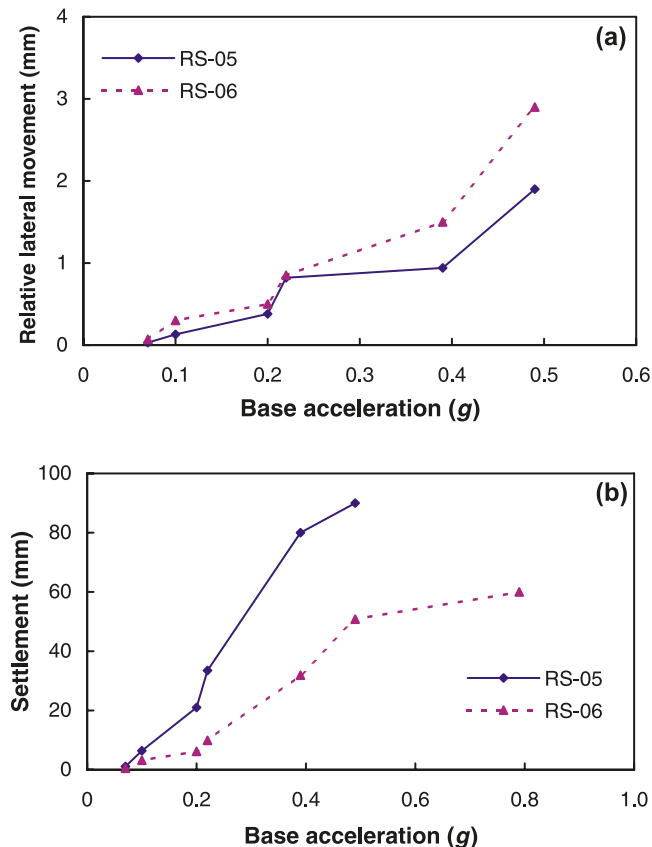 (a)
RS-05
RS-06
Relative lateral movement (mm)
4
3
2
1
0
0 0.1 0.2 0.3 0.4 0.5 0.6
Base acceleration (g)
(b)
Settlement (mm)
100
80
60
40
20
0
RS-05
RS-06
0 0.2 0.4 0.6 0.8 1.0
Base acceleration (g)